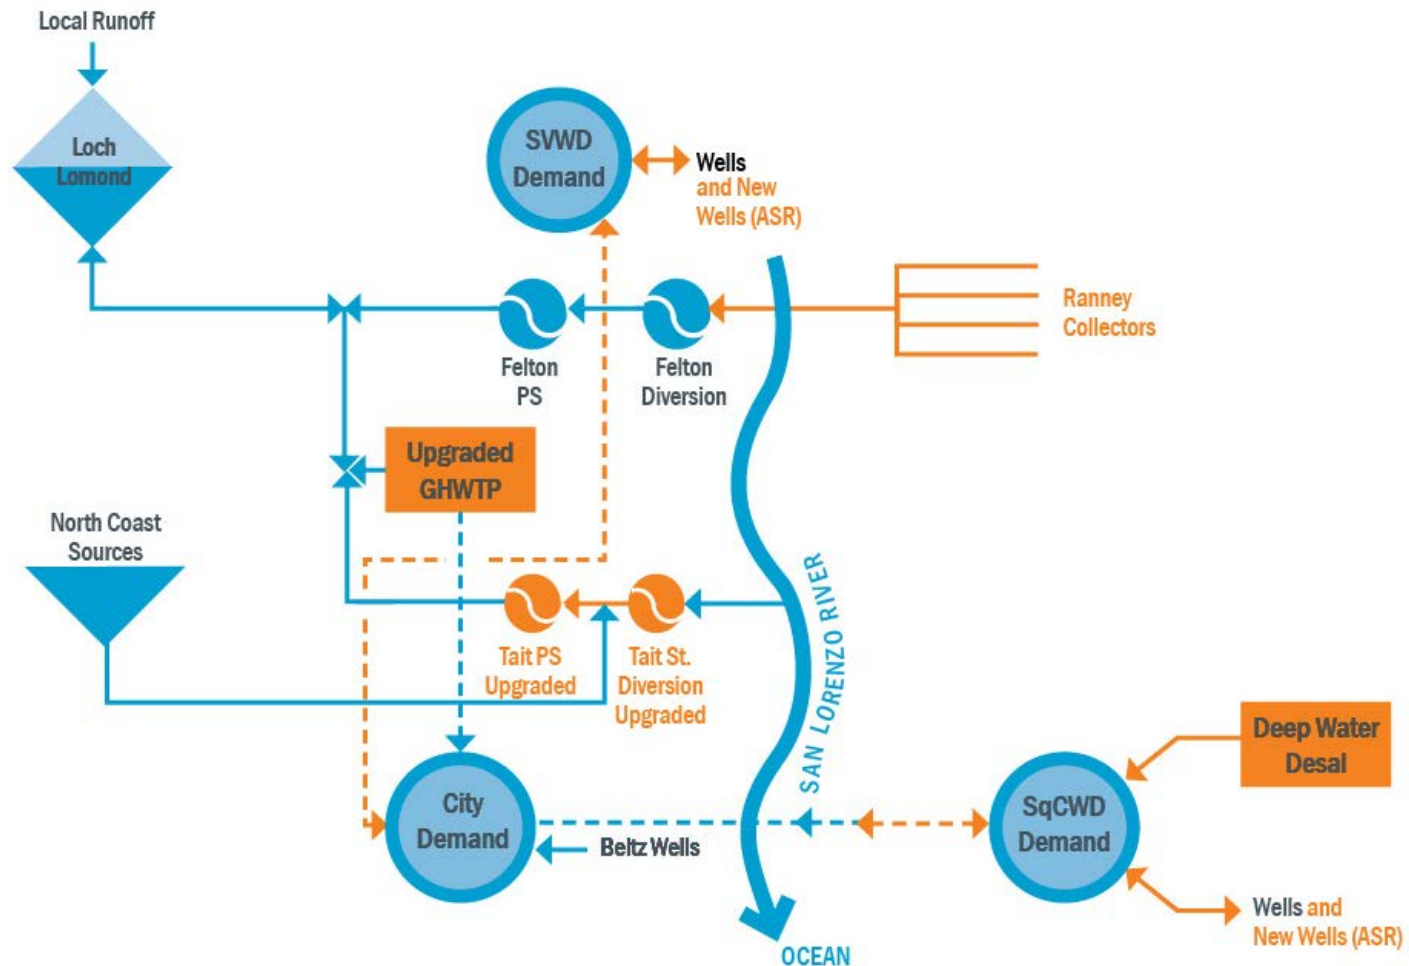 Local Runoff
Loch
Lomond
SVWD
Demand
Wells
and New
Wells (ASR)
Ranney
Collectors
Felton
PS
Felton
Diversion
Upgraded
GHWTP
North Coast
Sources
Tait PS
Upgraded
Tait St.
Diversion
Upgraded
SAN LORENZO RIVER
Deep Water
Desal
City
Demand
Beltz Wells
SqCWD
Demand
Wells and
New Wells (ASR)
OCEAN